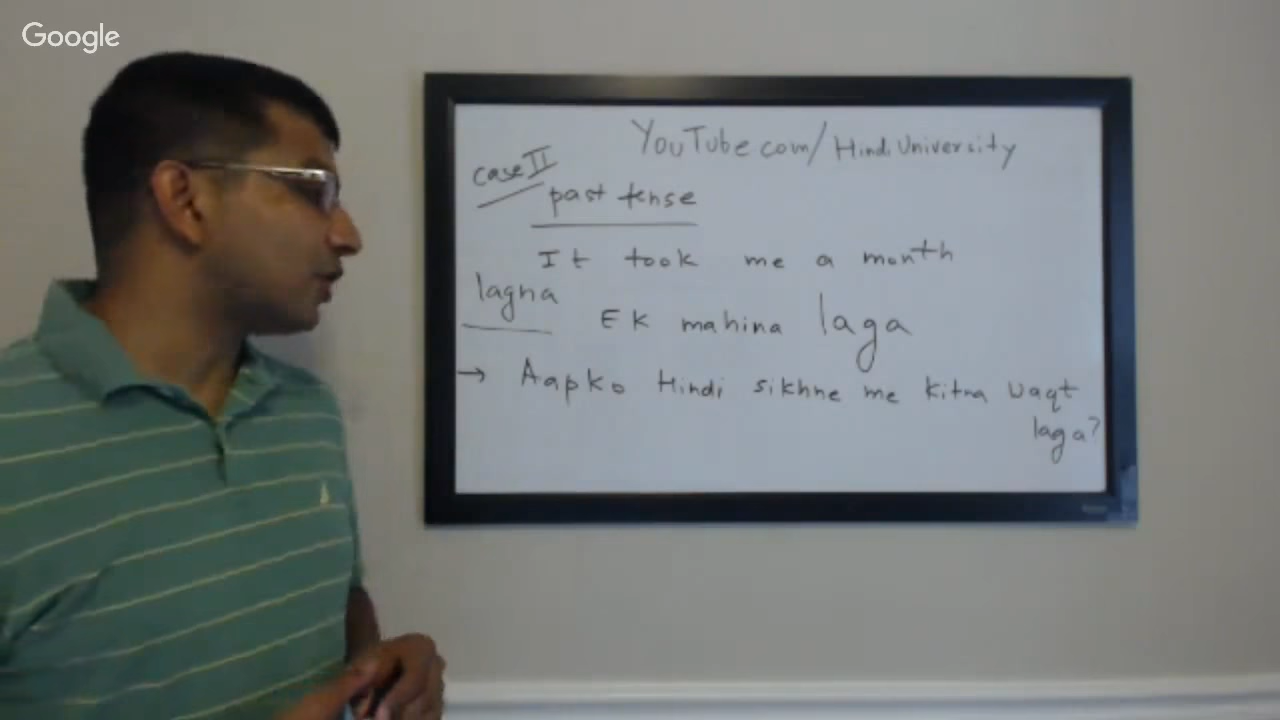 Google
YouTube.com/HindiUniversity
case II
past tense
It took me a month
lagna
EK mahina laga
→ Aapko Hindi sikhne me kitna waqt
laga?